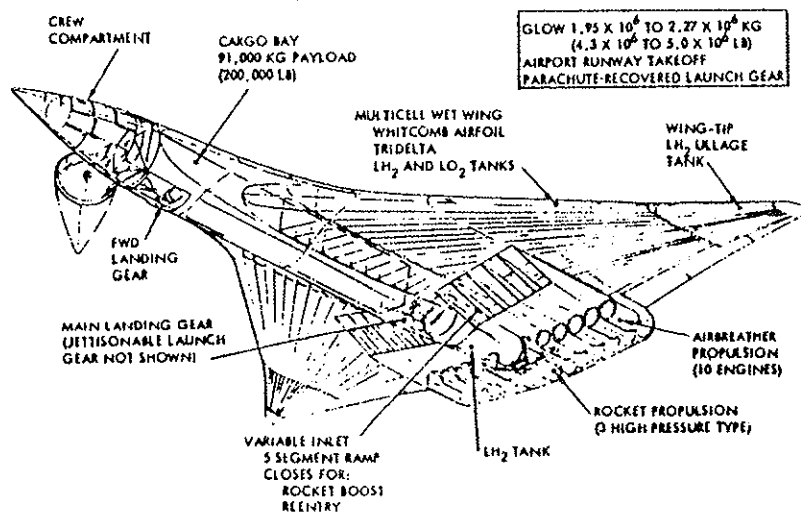 CREW
COMPARTMENT
CARGO BAY
91,000 KG PAYLOAD
(200,000 LB)
GLOW 1.95 X 10⁶ TO 2.27 X 10⁶ KG
(4.3 X 10⁶ TO 5.0 X 10⁶ LB)
AIRPORT RUNWAY TAKEOFF
PARACHUTE-RECOVERED LAUNCH GEAR
MULTICELL WET WING
WHITCOMB AIRFOIL
TRIDELTA
LH₂ AND LO₂ TANKS
WING-TIP
LH₂ ULLAGE
TANK
FWD
LANDING
GEAR
MAIN LANDING GEAR
(JETTISONABLE LAUNCH
GEAR NOT SHOWN)
AIRBREATHER
PROPULSION
(10 ENGINES)
ROCKET PROPULSION
(3 HIGH PRESSURE TYPE)
VARIABLE INLET
5 SEGMENT RAMP
CLOSES FOR:
ROCKET BOOST
REENTRY
LH₂ TANK